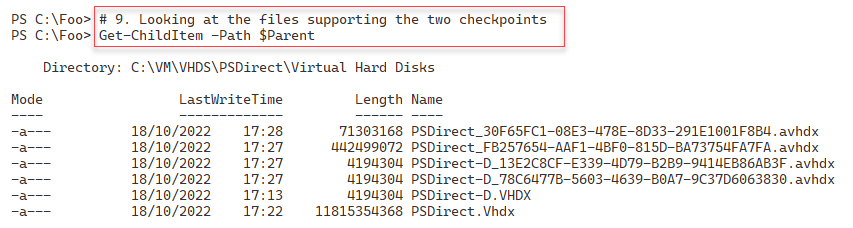 PS C:\Foo> # 9. Looking at the files supporting the two checkpoints
PS C:\Foo> Get-ChildItem -Path $Parent
Directory: C:\VM\VHDS\PSDirect\Virtual Hard Disks
Mode LastWriteTime Length Name
---- ------------- ------ ----
-a--- 18/10/2022 17:28 71303168 PSDirect_30F65FC1-08E3-478E-8D33-291E1001F8B4.avhdx
-a--- 18/10/2022 17:27 442499072 PSDirect_FB257654-AAF1-4BF0-815D-BA73754FA7FA.avhdx
-a--- 18/10/2022 17:27 4194304 PSDirect-D_13E2C8CF-E339-4D79-B2B9-9414EB86AB3F.avhdx
-a--- 18/10/2022 17:27 4194304 PSDirect-D_78C6477B-5603-4639-B0A7-9C37D6063830.avhdx
-a--- 18/10/2022 17:13 4194304 PSDirect-D.VHDX
-a--- 18/10/2022 17:22 11815354368 PSDirect.Vhdx